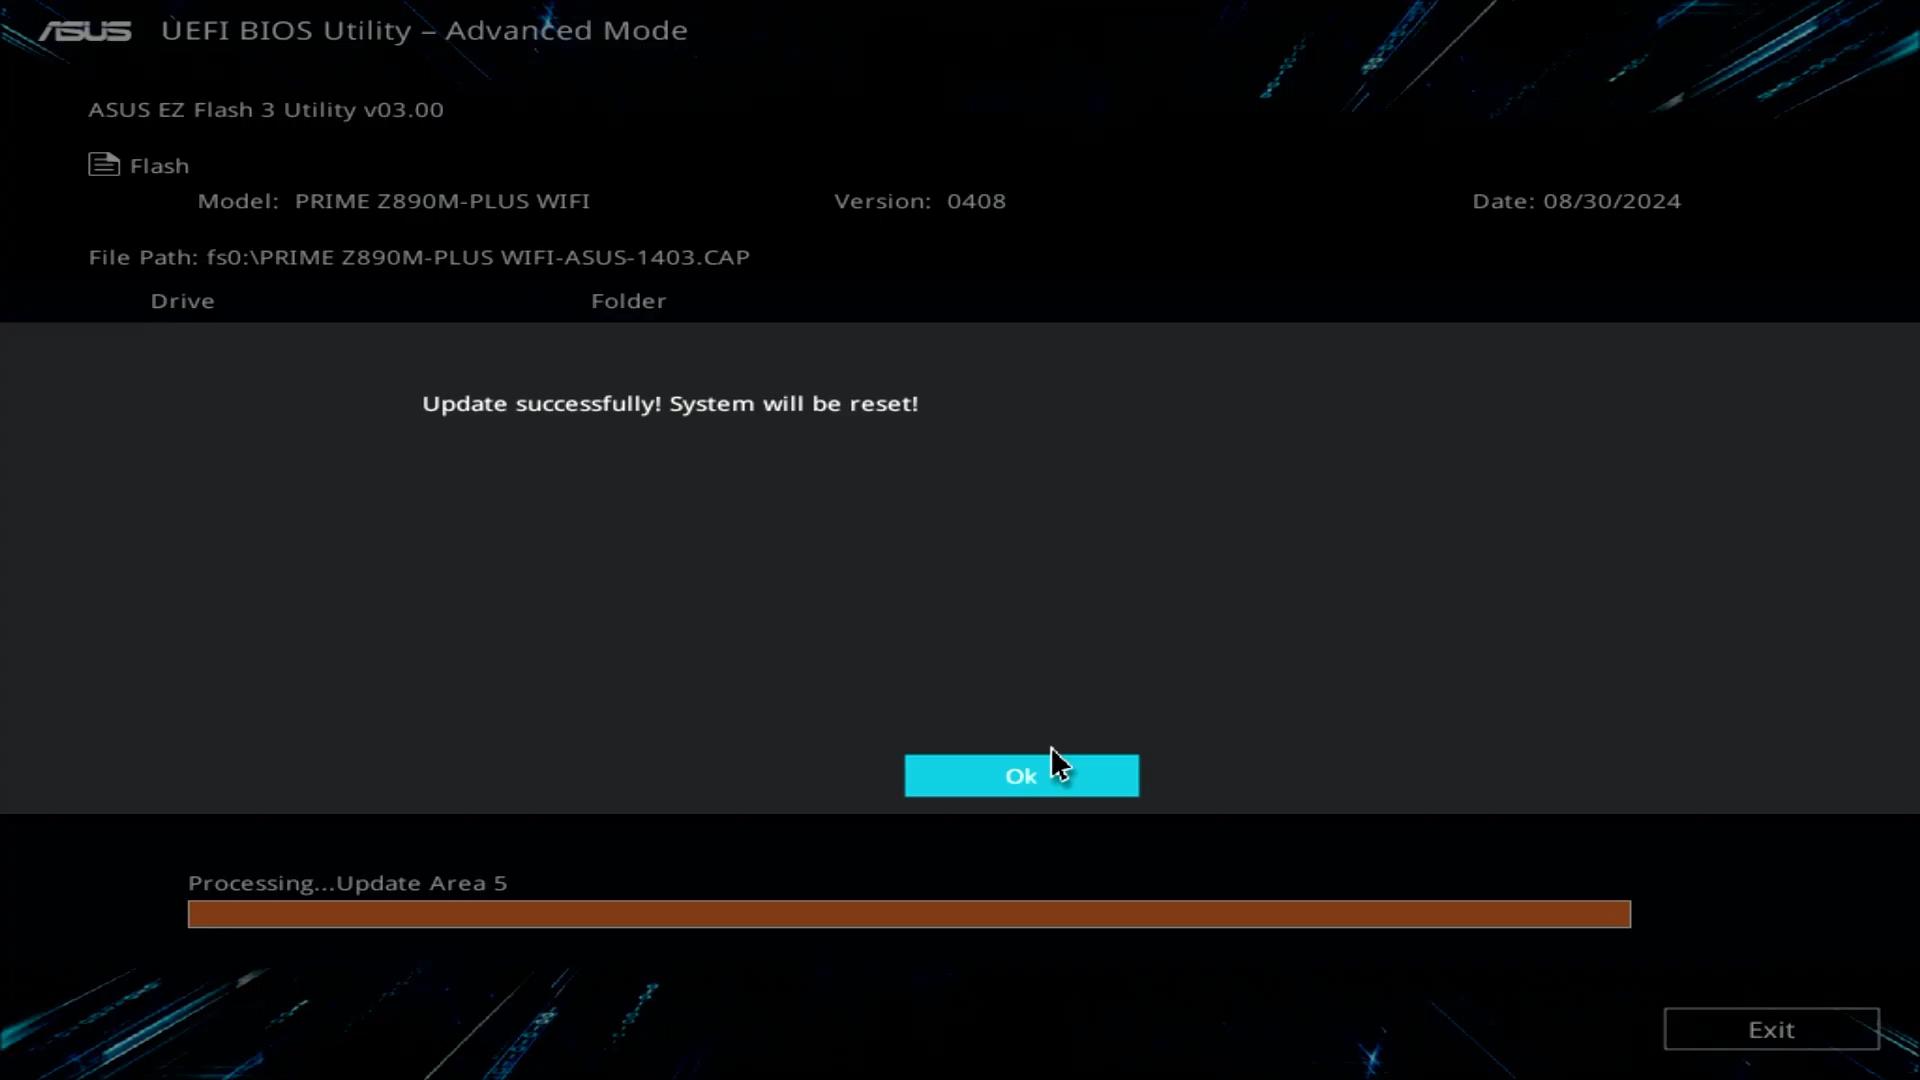 ASUS UEFI BIOS Utility – Advanced Mode
ASUS EZ Flash 3 Utility v03.00
Flash
Model: PRIME Z890M-PLUS WIFI Version: 0408 Date: 08/30/2024
File Path: fs0:\PRIME Z890M-PLUS WIFI-ASUS-1403.CAP
Drive Folder
Update successfully! System will be reset!
Ok
Processing...Update Area 5
Exit